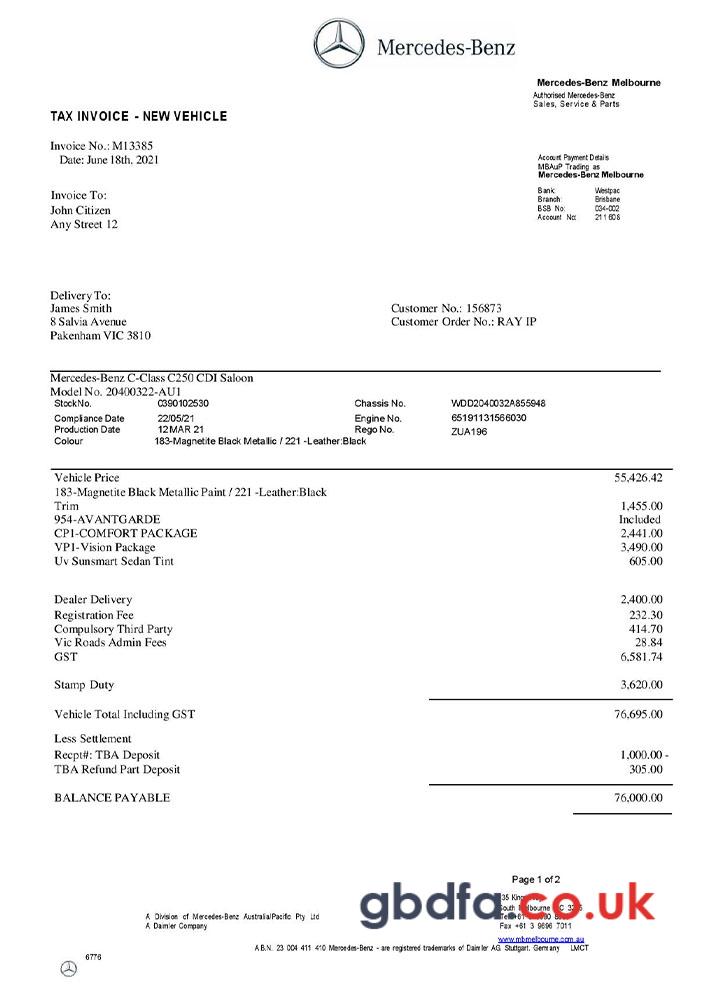 Mercedes-Benz
Mercedes-Benz Melbourne
Authorised Mercedes-Benz
Sales, Service & Parts
TAX INVOICE - NEW VEHICLE
Invoice No.: M13385
Date: June 18th, 2021
Account Payment Details
MBAuP Trading as
Mercedes-Benz Melbourne
Bank: Westpac
Branch: Brisbane
BSB No: 034-002
Account No: 211 608
Invoice To:
John Citizen
Any Street 12
Delivery To:
James Smith
8 Salvia Avenue
Pakenham VIC 3810
Customer No.: 156873
Customer Order No.: RAY IP
Mercedes-Benz C-Class C250 CDI Saloon
Model No. 20400322-AU1
StockNo. 0390102530 Chassis No. WDD2040032A855948
Compliance Date 22/05/21 Engine No. 65191131566030
Production Date 12 MAR 21 Rego No. ZUA196
Colour 183-Magnetite Black Metallic / 221 -Leather:Black
Vehicle Price 55,426.42
183-Magnetite Black Metallic Paint / 221 -Leather:Black
Trim 1,455.00
954-AVANTGARDE Included
CP1-COMFORT PACKAGE 2,441.00
VP1-Vision Package 3,490.00
Uv Sunsmart Sedan Tint 605.00
Dealer Delivery 2,400.00
Registration Fee 232.30
Compulsory Third Party 414.70
Vic Roads Admin Fees 28.84
GST 6,581.74
Stamp Duty 3,620.00
Vehicle Total Including GST 76,695.00
Less Settlement
Recpt#: TBA Deposit 1,000.00 -
TBA Refund Part Deposit 305.00
BALANCE PAYABLE 76,000.00
Page 1 of 2
gbdfa.co.uk
A Division of Mercedes-Benz Australia/Pacific Pty Ltd
A Daimler Company
Fax +61 3 9696 7011
www.mbmelbourne.com.au
A.B.N. 23 004 411 410 Mercedes-Benz - are registered trademarks of Daimler AG, Stuttgart, Germany LMCT
6776